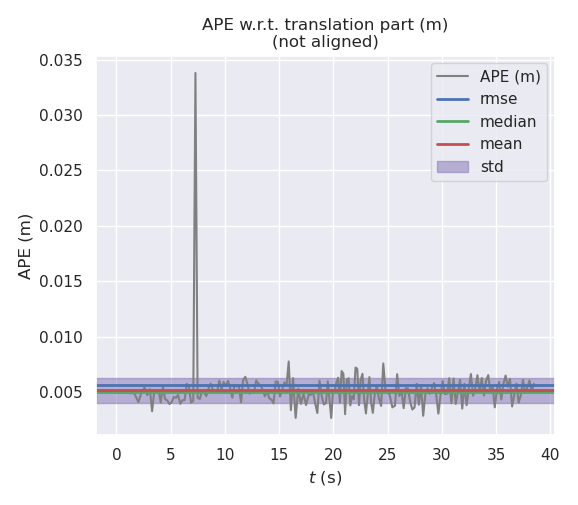 APE w.r.t. translation part (m)
(not aligned)
APE (m)
rmse
median
mean
std
0.035
0.030
0.025
0.020
0.015
0.010
0.005
APE (m)
0 5 10 15 20 25 30 35 40
t (s)